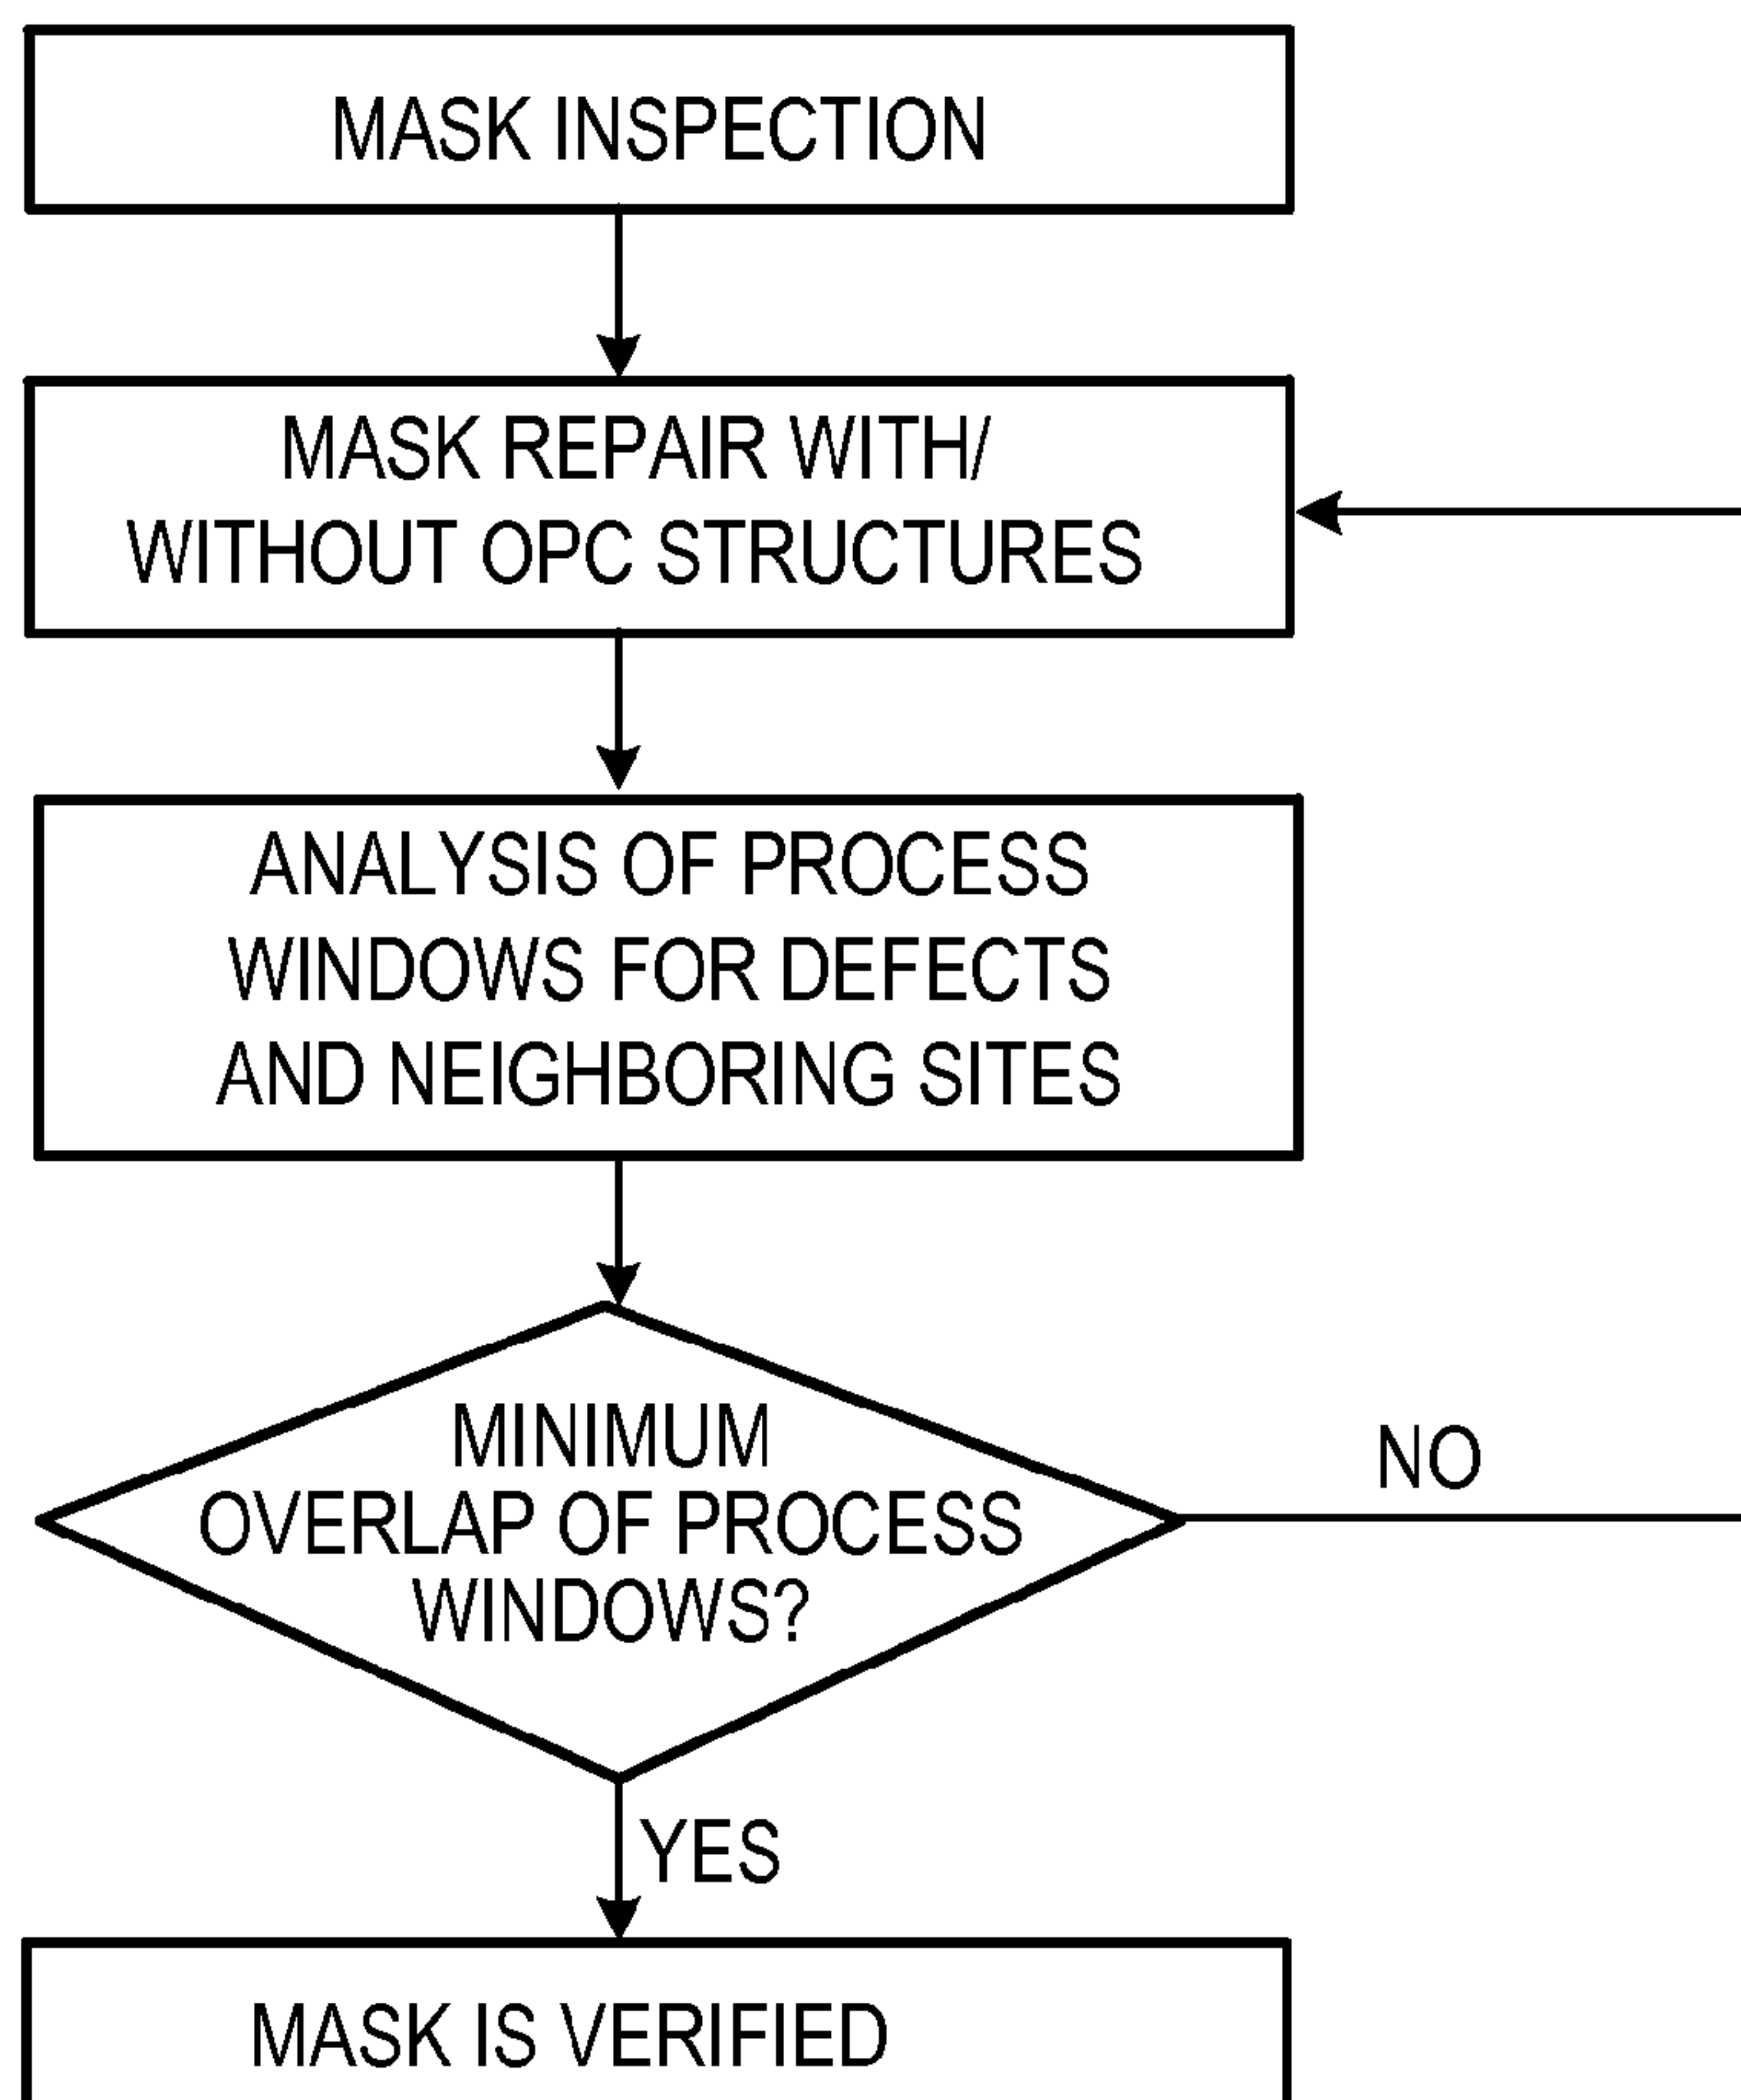 MASK INSPECTION
MASK REPAIR WITH/
WITHOUT OPC STRUCTURES
ANALYSIS OF PROCESS
WINDOWS FOR DEFECTS
AND NEIGHBORING SITES
MINIMUM
OVERLAP OF PROCESS
WINDOWS?
NO
YES
MASK IS VERIFIED